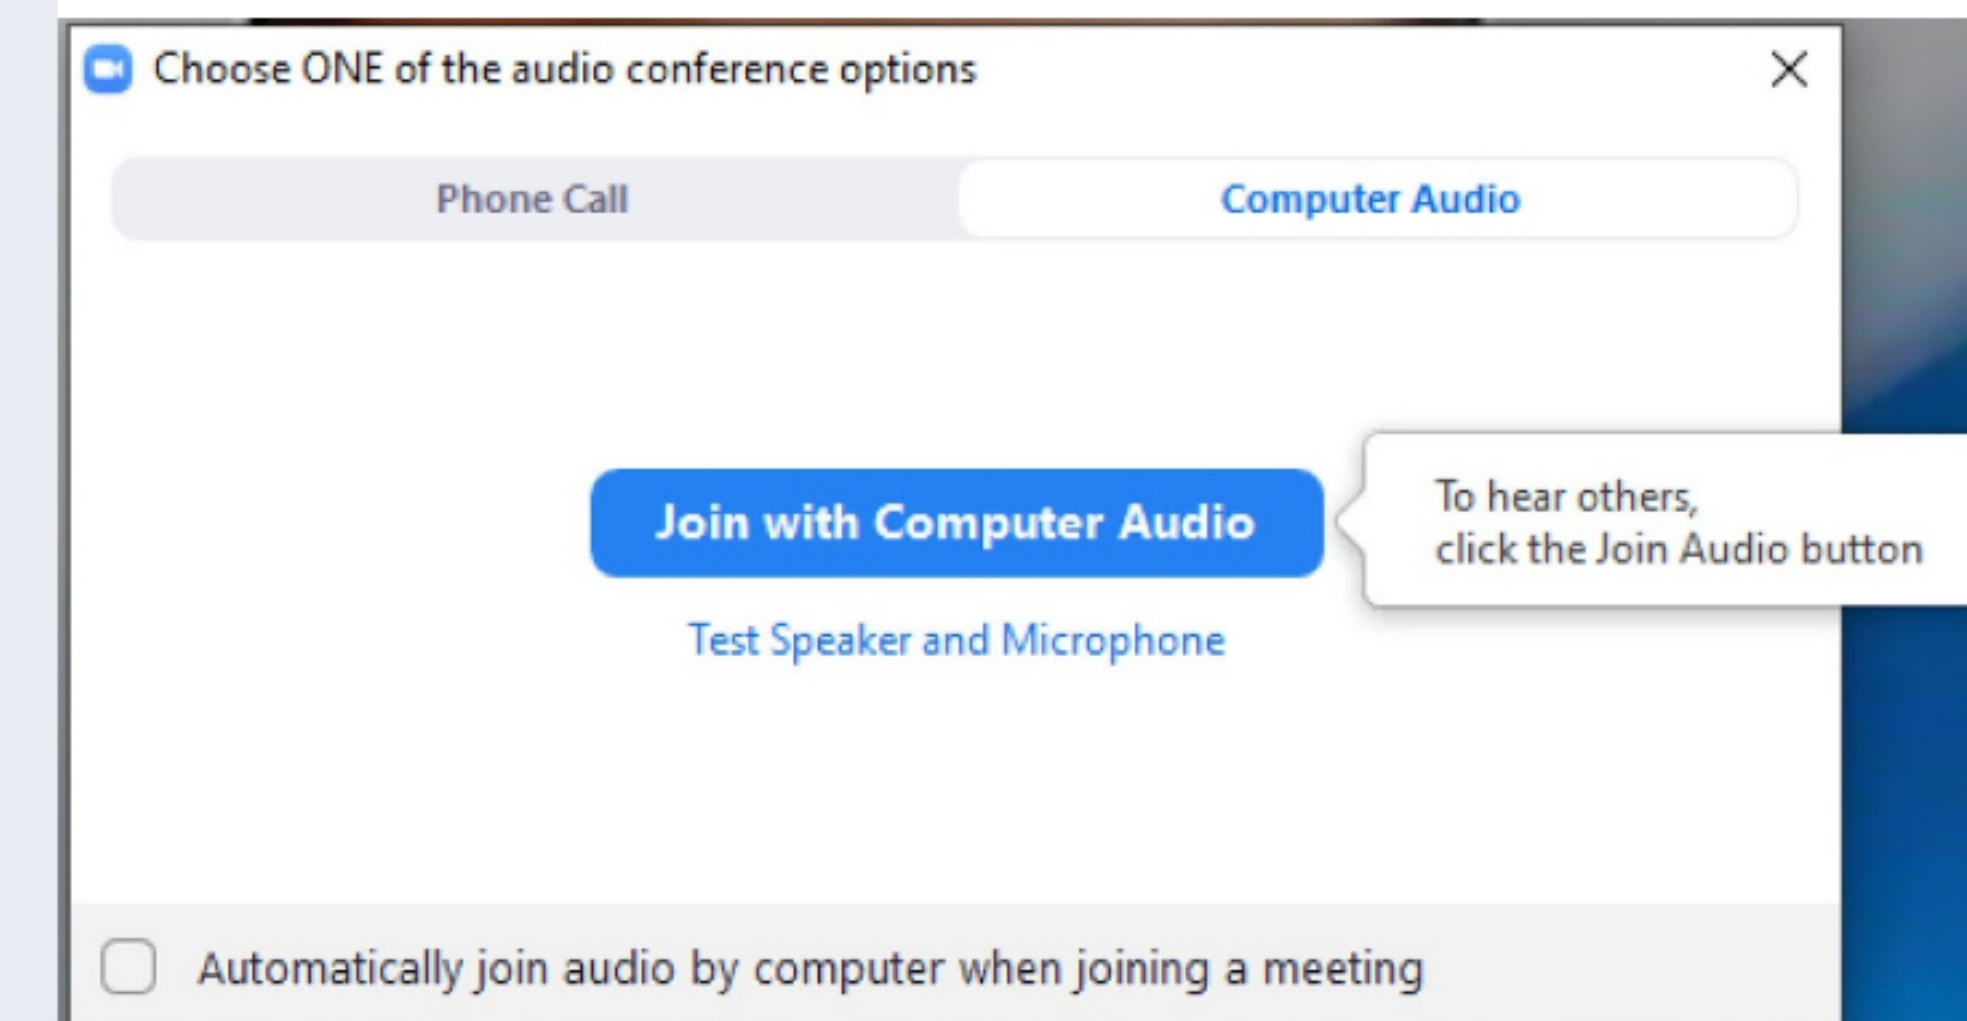 Choose ONE of the audio conference options
Phone Call
Computer Audio
Join with Computer Audio
To hear others,
click the Join Audio button
Test Speaker and Microphone
Automatically join audio by computer when joining a meeting